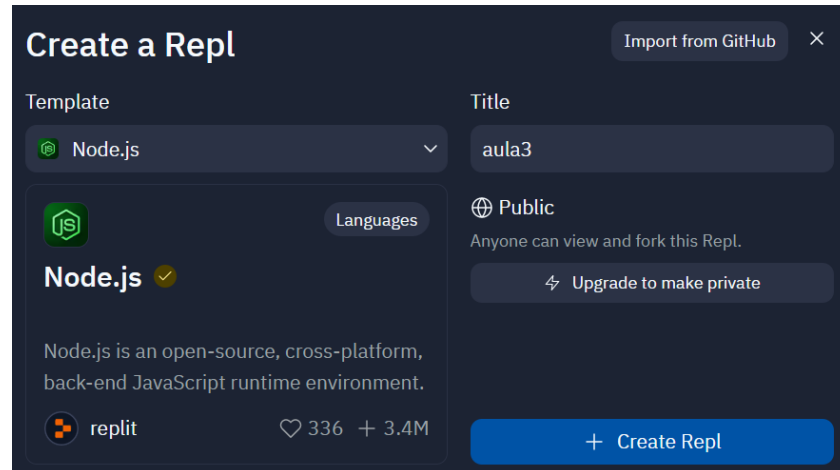 Create a Repl
Import from GitHub
Template
Node.js
JS
Languages
Node.js
Node.js is an open-source, cross-platform,
back-end JavaScript runtime environment.
replit
336
3.4M
Title
aula3
Public
Anyone can view and fork this Repl.
Upgrade to make private
+ Create Repl